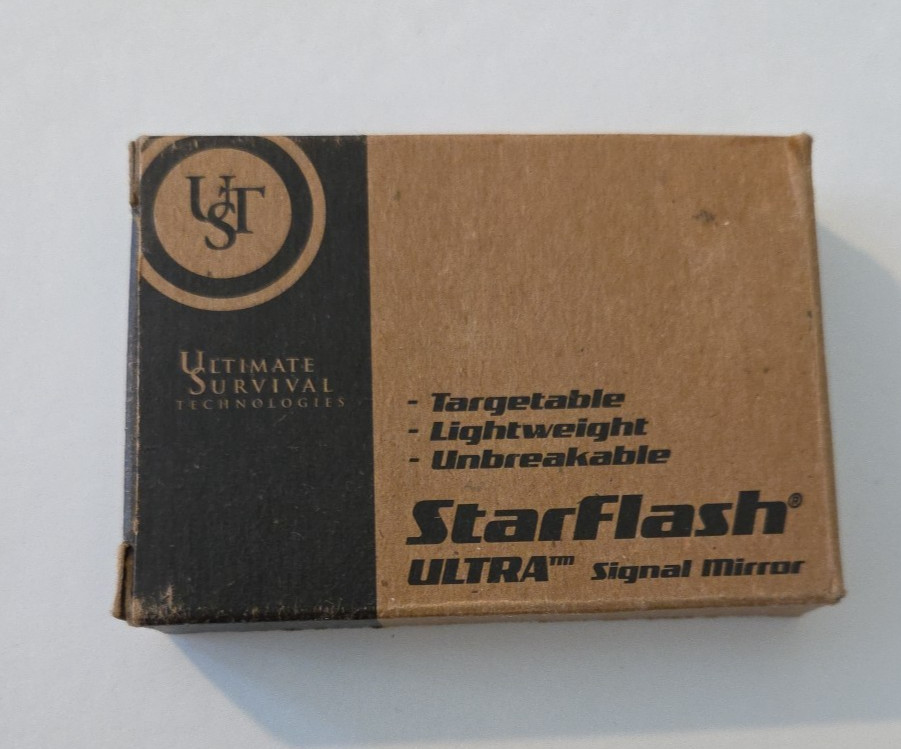 UST
ULTIMATE
SURVIVAL
TECHNOLOGIES
- Targetable
- Lightweight
- Unbreakable
StarFlash®
ULTRA™ Signal Mirror